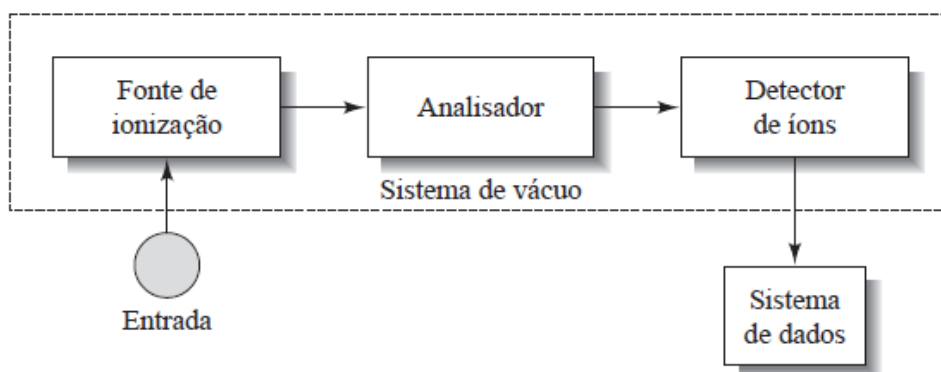 Fonte de
ionização
Analisador
Detector
de íons
Sistema de vácuo
Entrada
Sistema
de dados